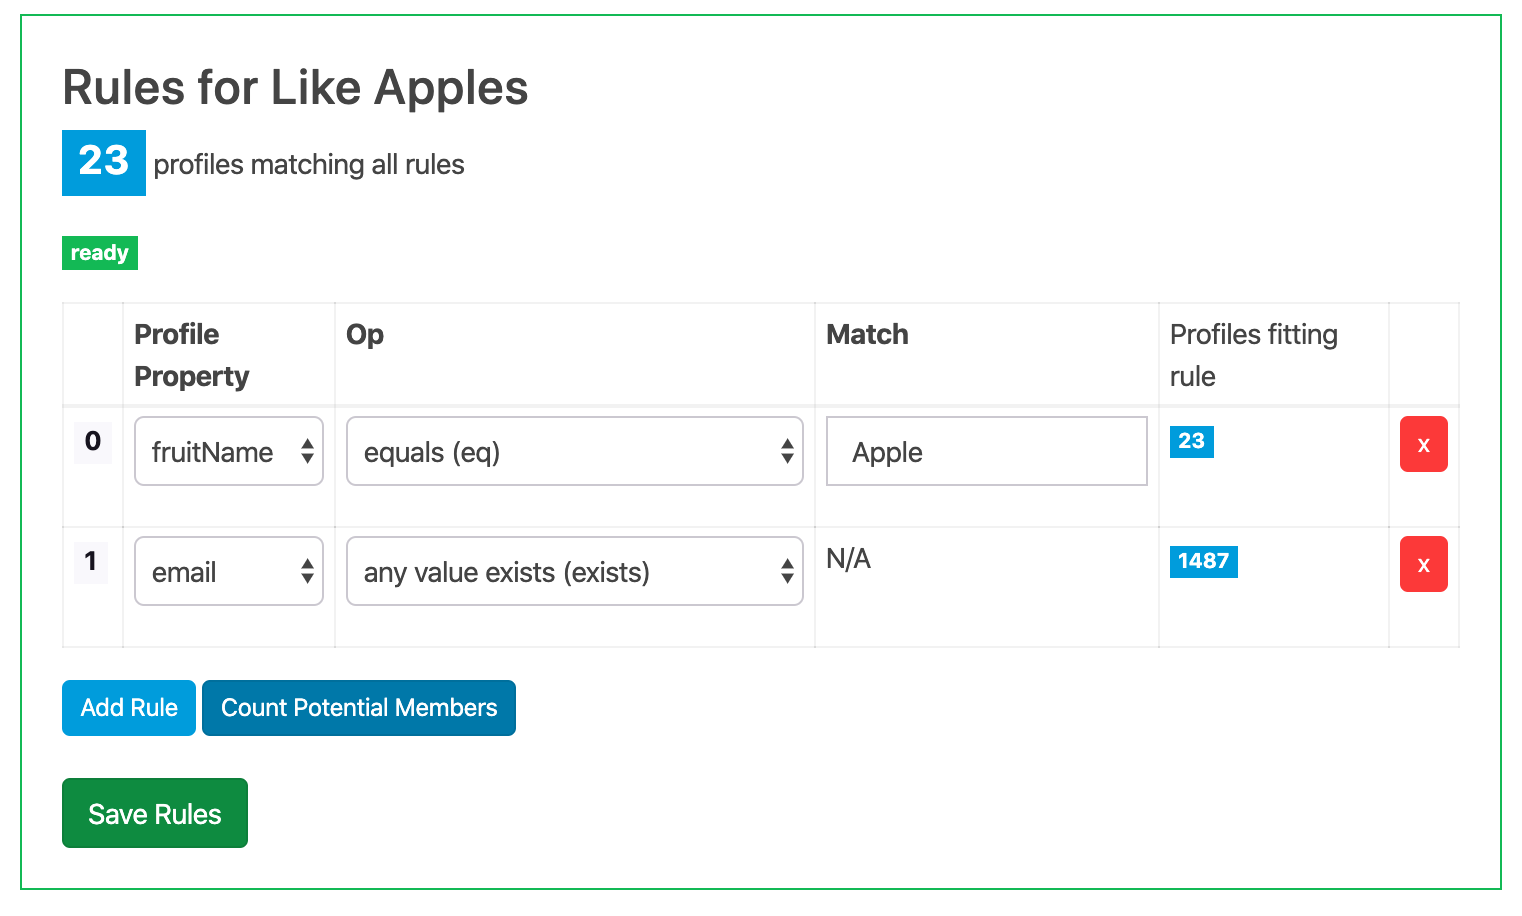 Rules for Like Apples
23 profiles matching all rules
ready
Profile Property Op Match Profiles fitting rule
0 fruitName equals (eq) Apple 23 x
1 email any value exists (exists) N/A 1487 x
Add Rule Count Potential Members
Save Rules